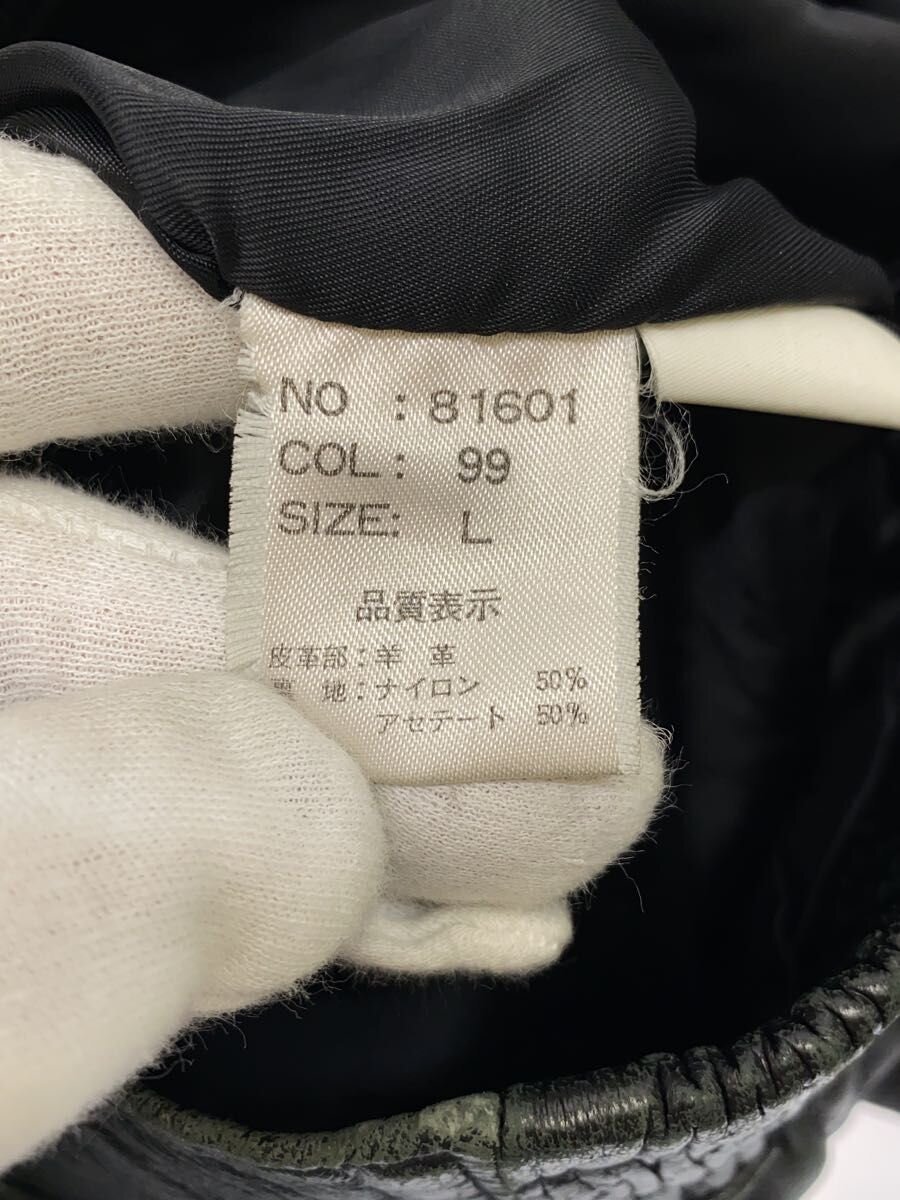 NO : 81601
COL: 99
SIZE: L
品質表示
皮革部：羊 革
裏 地：ナイロン 50%
アセテート 50%